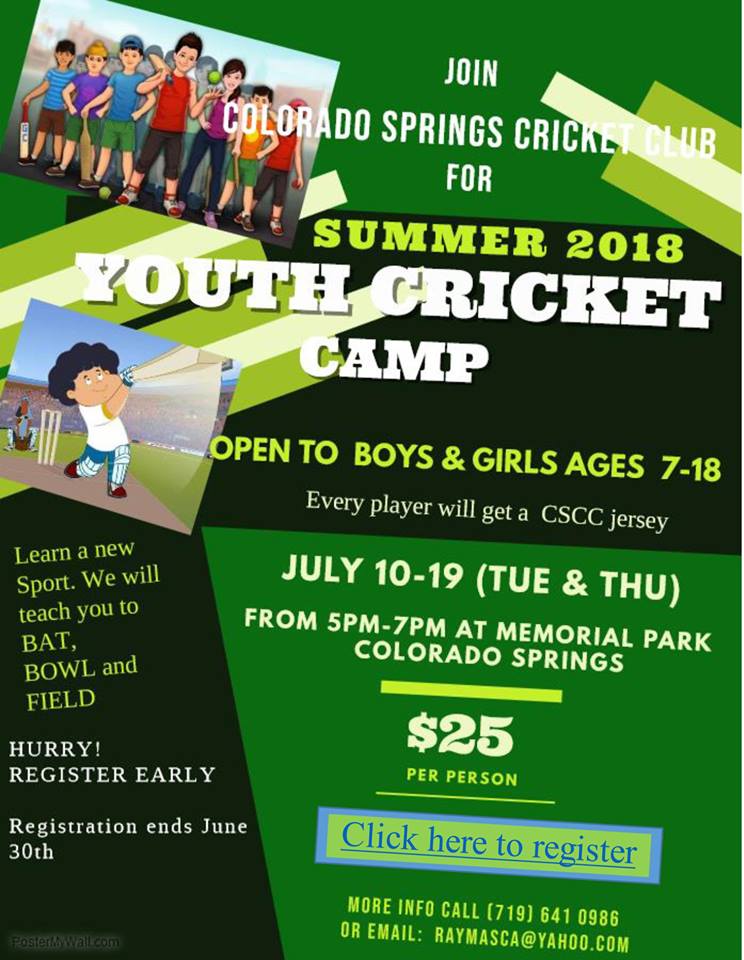 JOIN
COLORADO SPRINGS CRICKET CLUB
FOR
SUMMER 2018
YOUTH CRICKET
CAMP
OPEN TO BOYS & GIRLS AGES 7-18
Every player will get a CSCC jersey
Learn a new
Sport. We will
teach you to
BAT,
BOWL and
FIELD
JULY 10-19 (TUE & THU)
FROM 5PM-7PM AT MEMORIAL PARK
COLORADO SPRINGS
$25
PER PERSON
HURRY!
REGISTER EARLY
Registration ends June
30th
Click here to register
MORE INFO CALL (719) 641 0986
OR EMAIL: RAYMASCA@YAHOO.COM
PosterMyWall.com